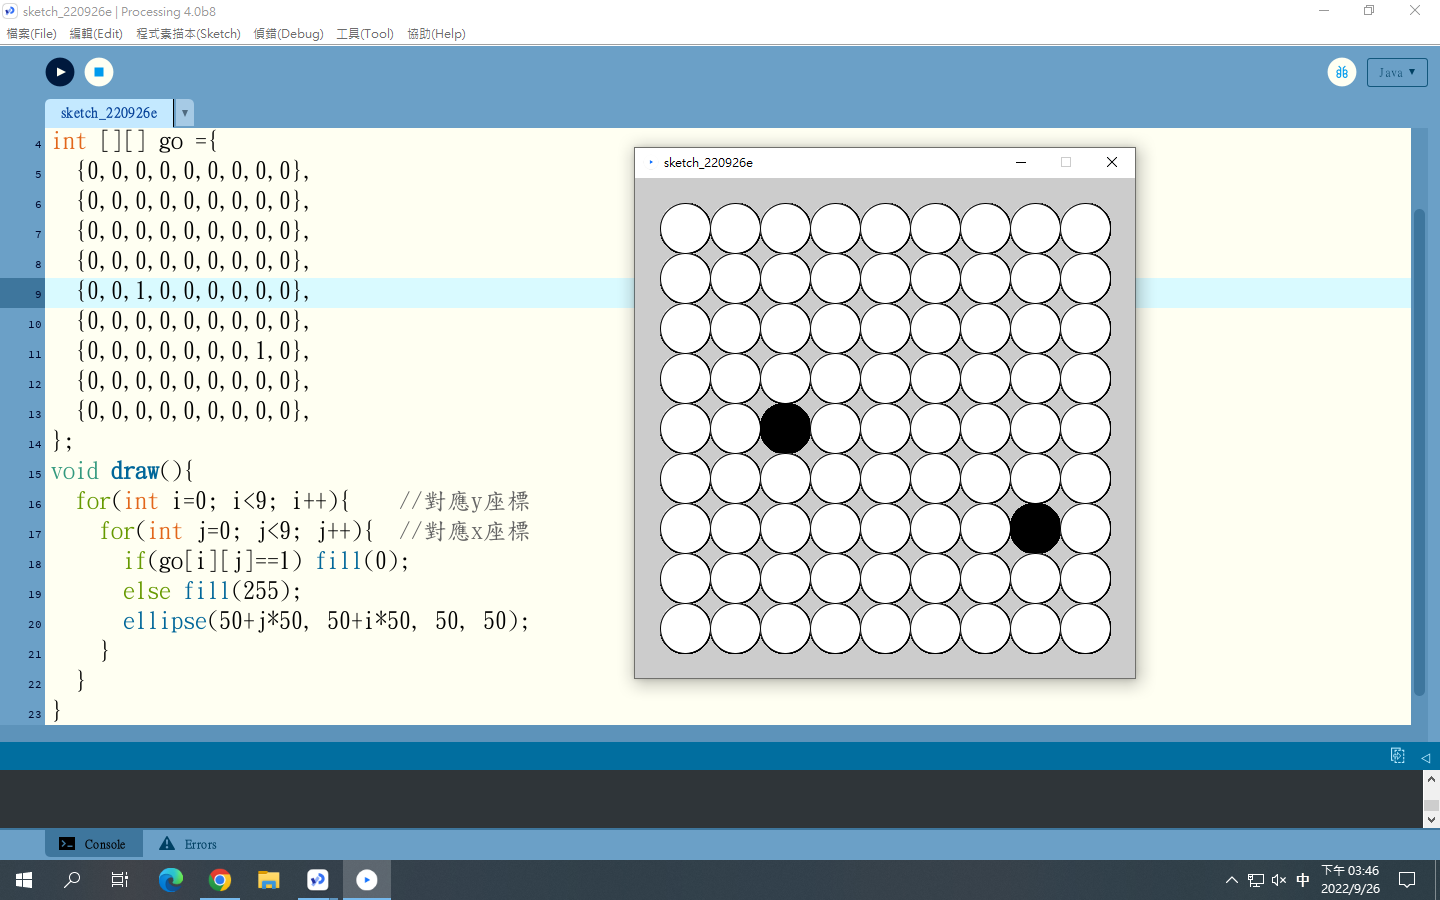 sketch_220926e | Processing 4.0b8
檔案(File) 編輯(Edit) 程式素描本(Sketch) 偵錯(Debug) 工具(Tool) 協助(Help)
Java ▼
sketch_220926e ▼
4 int [][] go ={
5 {0,0,0,0,0,0,0,0,0},
6 {0,0,0,0,0,0,0,0,0},
7 {0,0,0,0,0,0,0,0,0},
8 {0,0,0,0,0,0,0,0,0},
9 {0,0,1,0,0,0,0,0,0},
10 {0,0,0,0,0,0,0,0,0},
11 {0,0,0,0,0,0,0,1,0},
12 {0,0,0,0,0,0,0,0,0},
13 {0,0,0,0,0,0,0,0,0},
14 };
15 void draw(){
16 for(int i=0; i<9; i++){ //對應y座標
17 for(int j=0; j<9; j++){ //對應x座標
18 if(go[i][j]==1) fill(0);
19 else fill(255);
20 ellipse(50+j*50, 50+i*50, 50, 50);
21 }
22 }
23 }
sketch_220926e
Console Errors
中
下午 03:46
2022/9/26